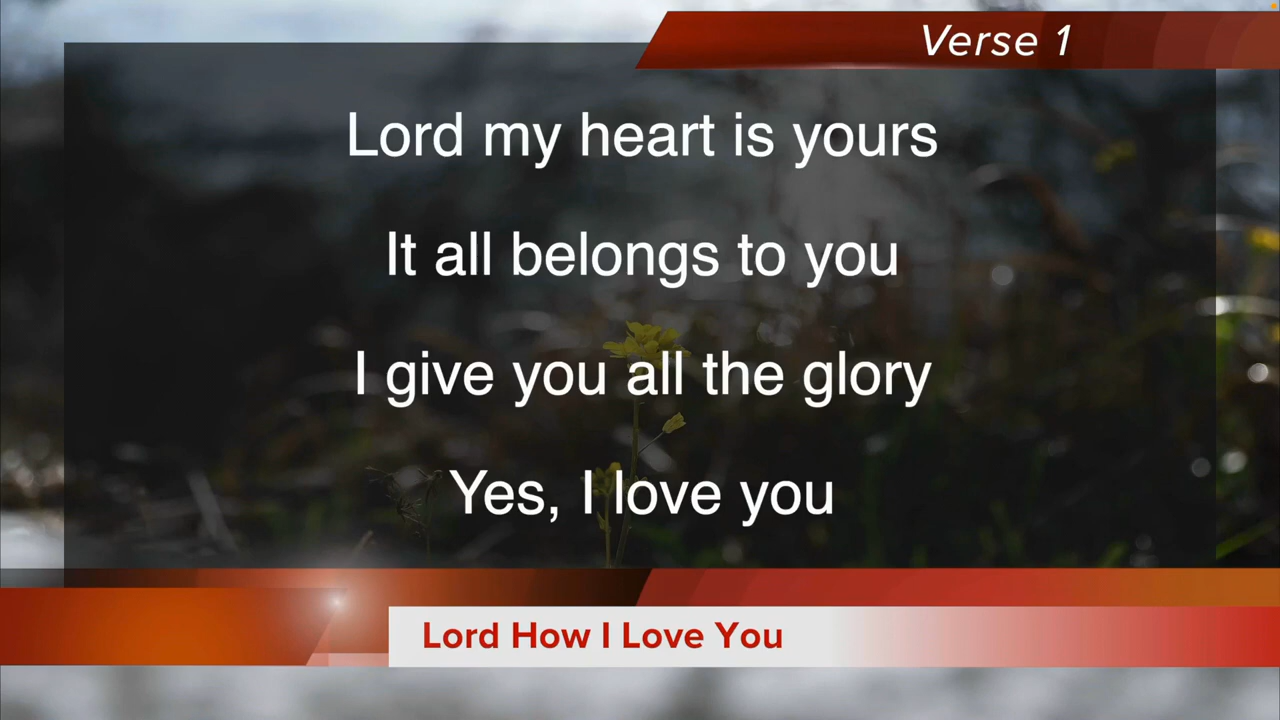 Verse 1
Lord my heart is yours
It all belongs to you
I give you all the glory
Yes, I love you
Lord How I Love You